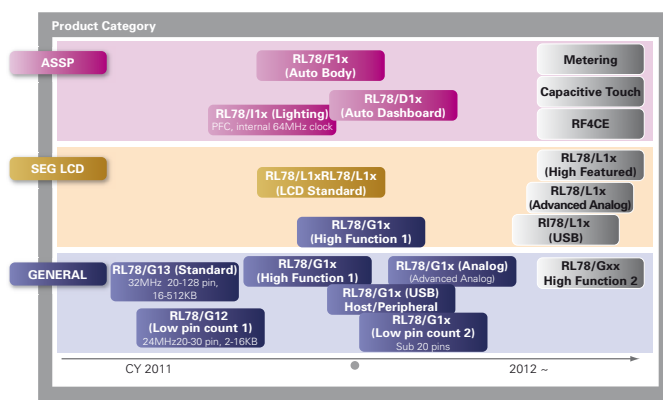 Product Category
ASSP
RL78/F1x
(Auto Body)
RL78/D1x
(Auto Dashboard)
RL78/I1x (Lighting)
PFC, internal 64MHz clock
Metering
Capacitive Touch
RF4CE
SEG LCD
RL78/L1xRL78/L1x
(LCD Standard)
RL78/G1x
(High Function 1)
RL78/L1x
(High Featured)
RL78/L1x
(Advanced Analog)
Rl78/L1x
(USB)
GENERAL
RL78/G13 (Standard)
32MHz 20-128 pin,
16-512KB
RL78/G12
(Low pin count 1)
24MHz20-30 pin, 2-16KB
RL78/G1x
(High Function 1)
RL78/G1x (Analog)
(Advanced Analog)
RL78/G1x (USB)
Host/Peripheral
RL78/G1x
(Low pin count 2)
Sub 20 pins
RL78/Gxx
High Function 2
CY 2011
2012 ~